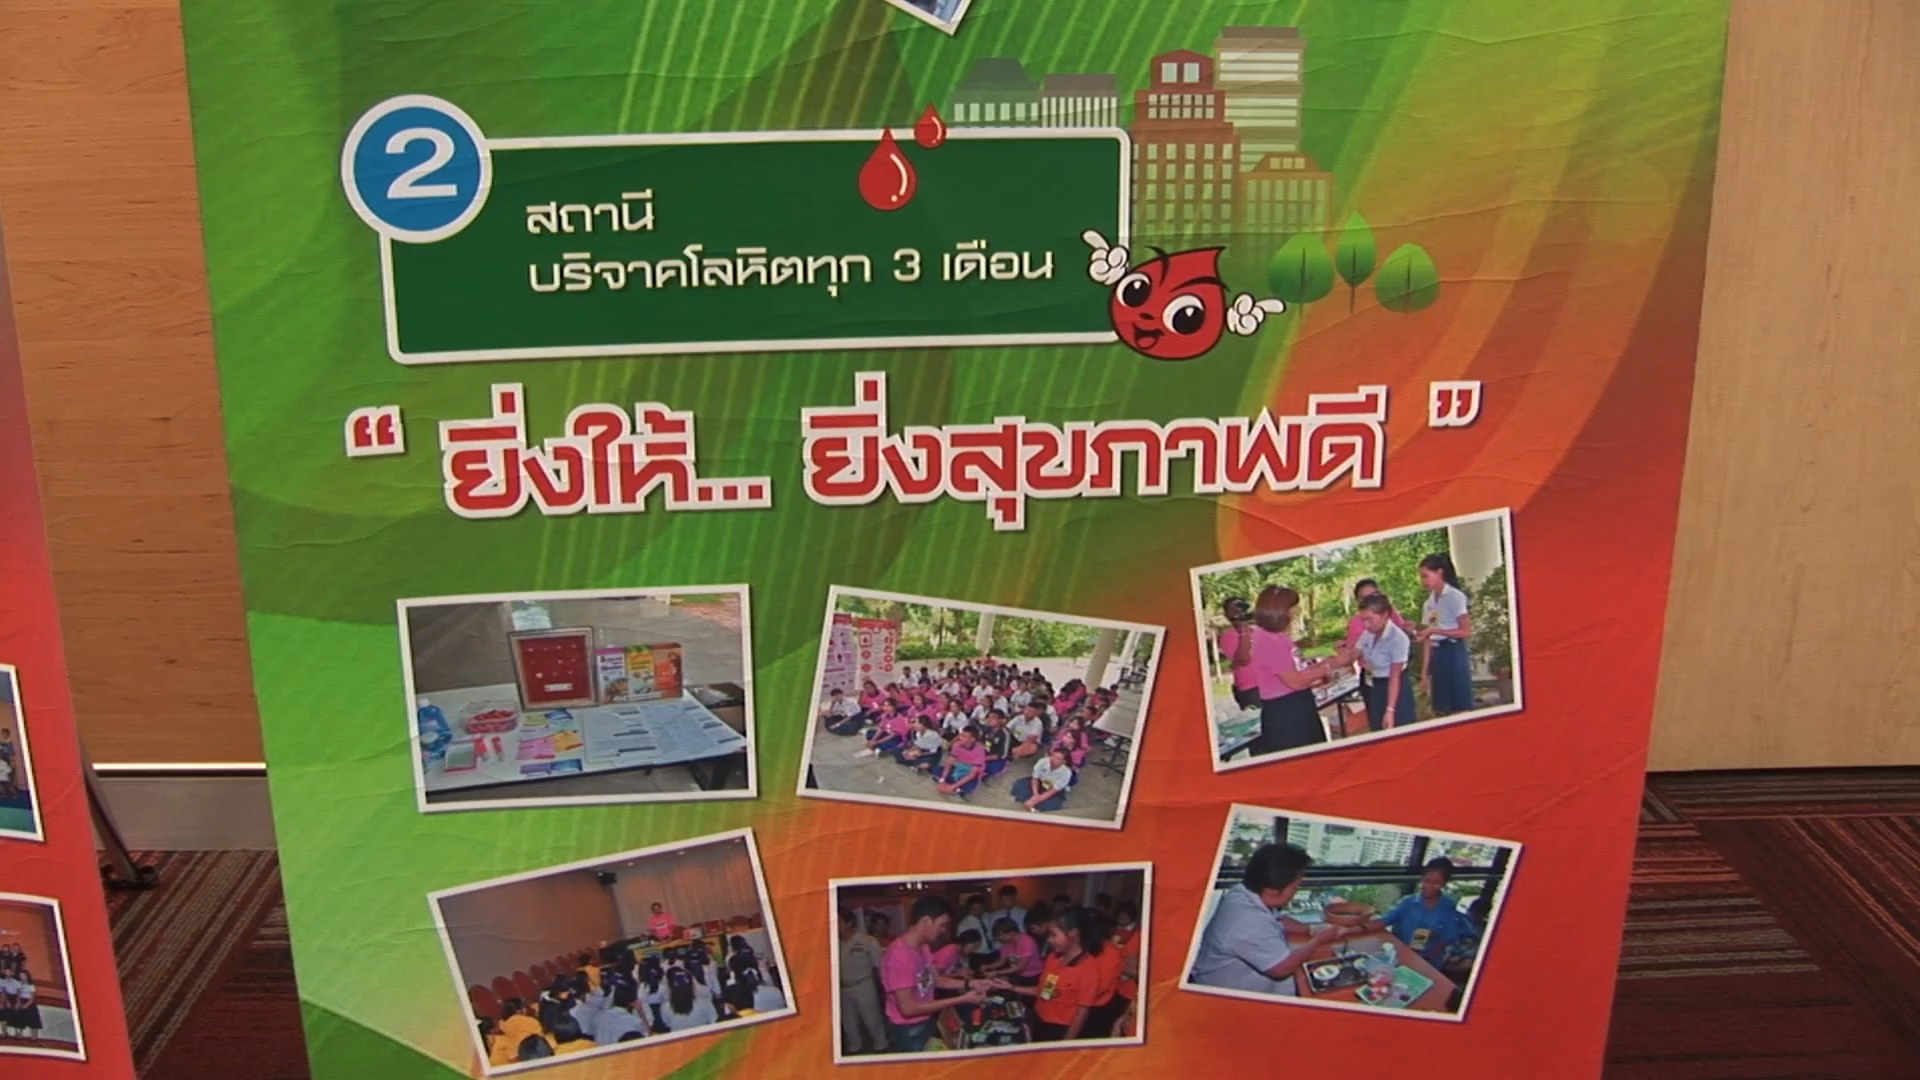 2
สถานี
บริจาคโลหิตทุก 3 เดือน
“ ยิ่งให้... ยิ่งสุขภาพดี ”